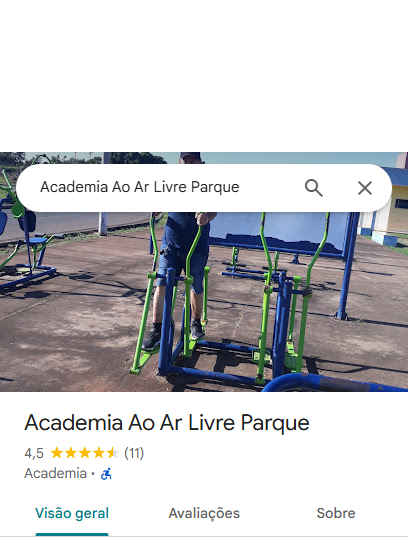 Academia Ao Ar Livre Parque
Academia Ao Ar Livre Parque
4,5 (11)
Academia ·
Visão geral Avaliações Sobre